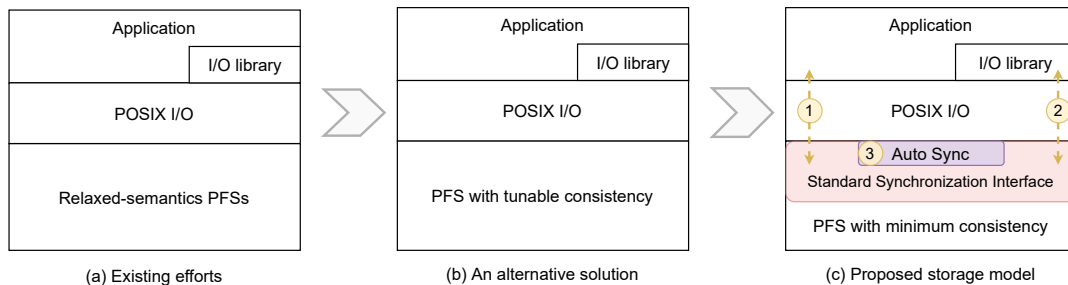 Application
I/O library
POSIX I/O
Relaxed-semantics PFSs
(a) Existing efforts
Application
I/O library
POSIX I/O
PFS with tunable consistency
(b) An alternative solution
Application
I/O library
1
POSIX I/O
2
3
Auto Sync
Standard Synchronization Interface
PFS with minimum consistency
(c) Proposed storage model